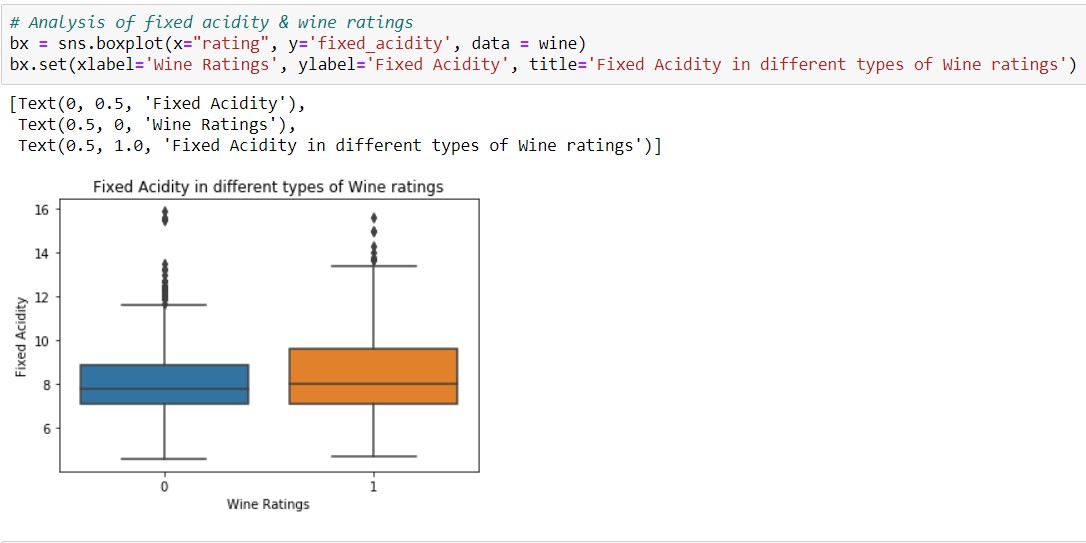 # Analysis of fixed acidity & wine ratings
bx = sns.boxplot(x="rating", y='fixed_acidity', data = wine)
bx.set(xlabel='Wine Ratings', ylabel='Fixed Acidity', title='Fixed Acidity in different types of Wine ratings')
[Text(0, 0.5, 'Fixed Acidity'),
Text(0.5, 0, 'Wine Ratings'),
Text(0.5, 1.0, 'Fixed Acidity in different types of Wine ratings')]
Fixed Acidity in different types of Wine ratings
16
14
12
10
8
6
Fixed Acidity
0 1
Wine Ratings